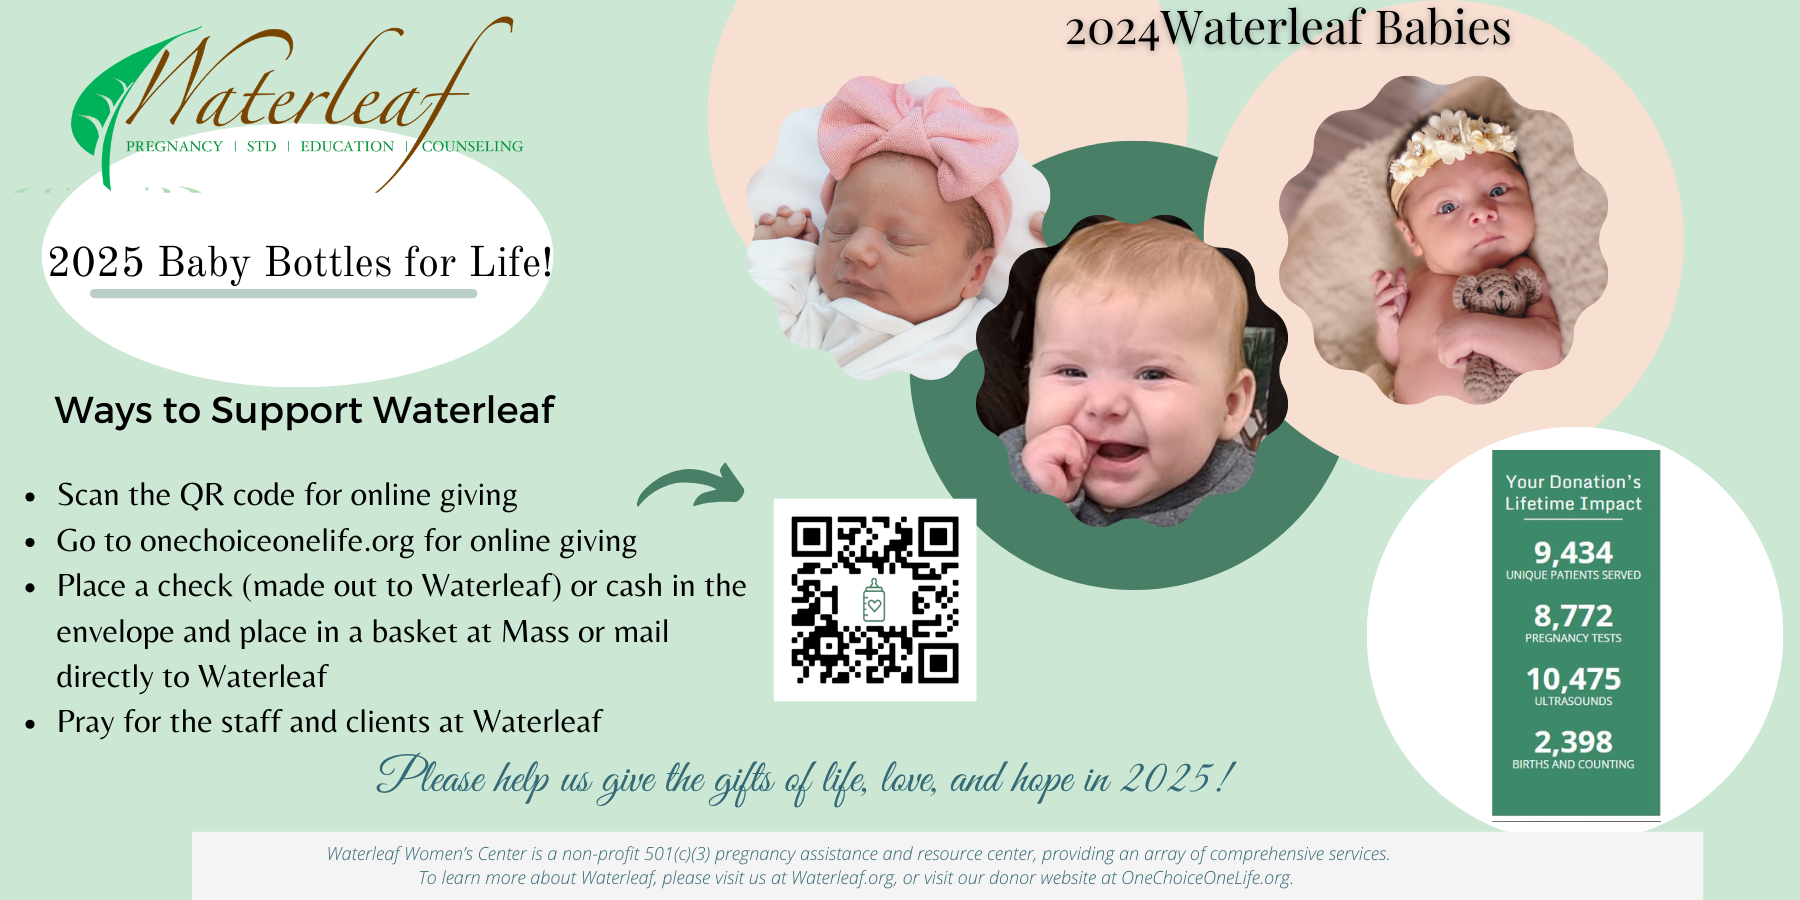 Waterleaf
PREGNANCY | STD | EDUCATION | COUNSELING
2025 Baby Bottles for Life!
Ways to Support Waterleaf
• Scan the QR code for online giving
• Go to onechoiceonelife.org for online giving
• Place a check (made out to Waterleaf) or cash in the
envelope and place in a basket at Mass or mail
directly to Waterleaf
• Pray for the staff and clients at Waterleaf
2024Waterleaf Babies
Your Donation's
Lifetime Impact
9,434
UNIQUE PATIENTS SERVED
8,772
PREGNANCY TESTS
10,475
ULTRASOUNDS
2,398
BIRTHS AND COUNTING
Please help us give the gifts of life, love, and hope in 2025!
Waterleaf Women's Center is a non-profit 501(c)(3) pregnancy assistance and resource center, providing an array of comprehensive services.
To learn more about Waterleaf, please visit us at Waterleaf.org, or visit our donor website at OneChoiceOneLife.org.